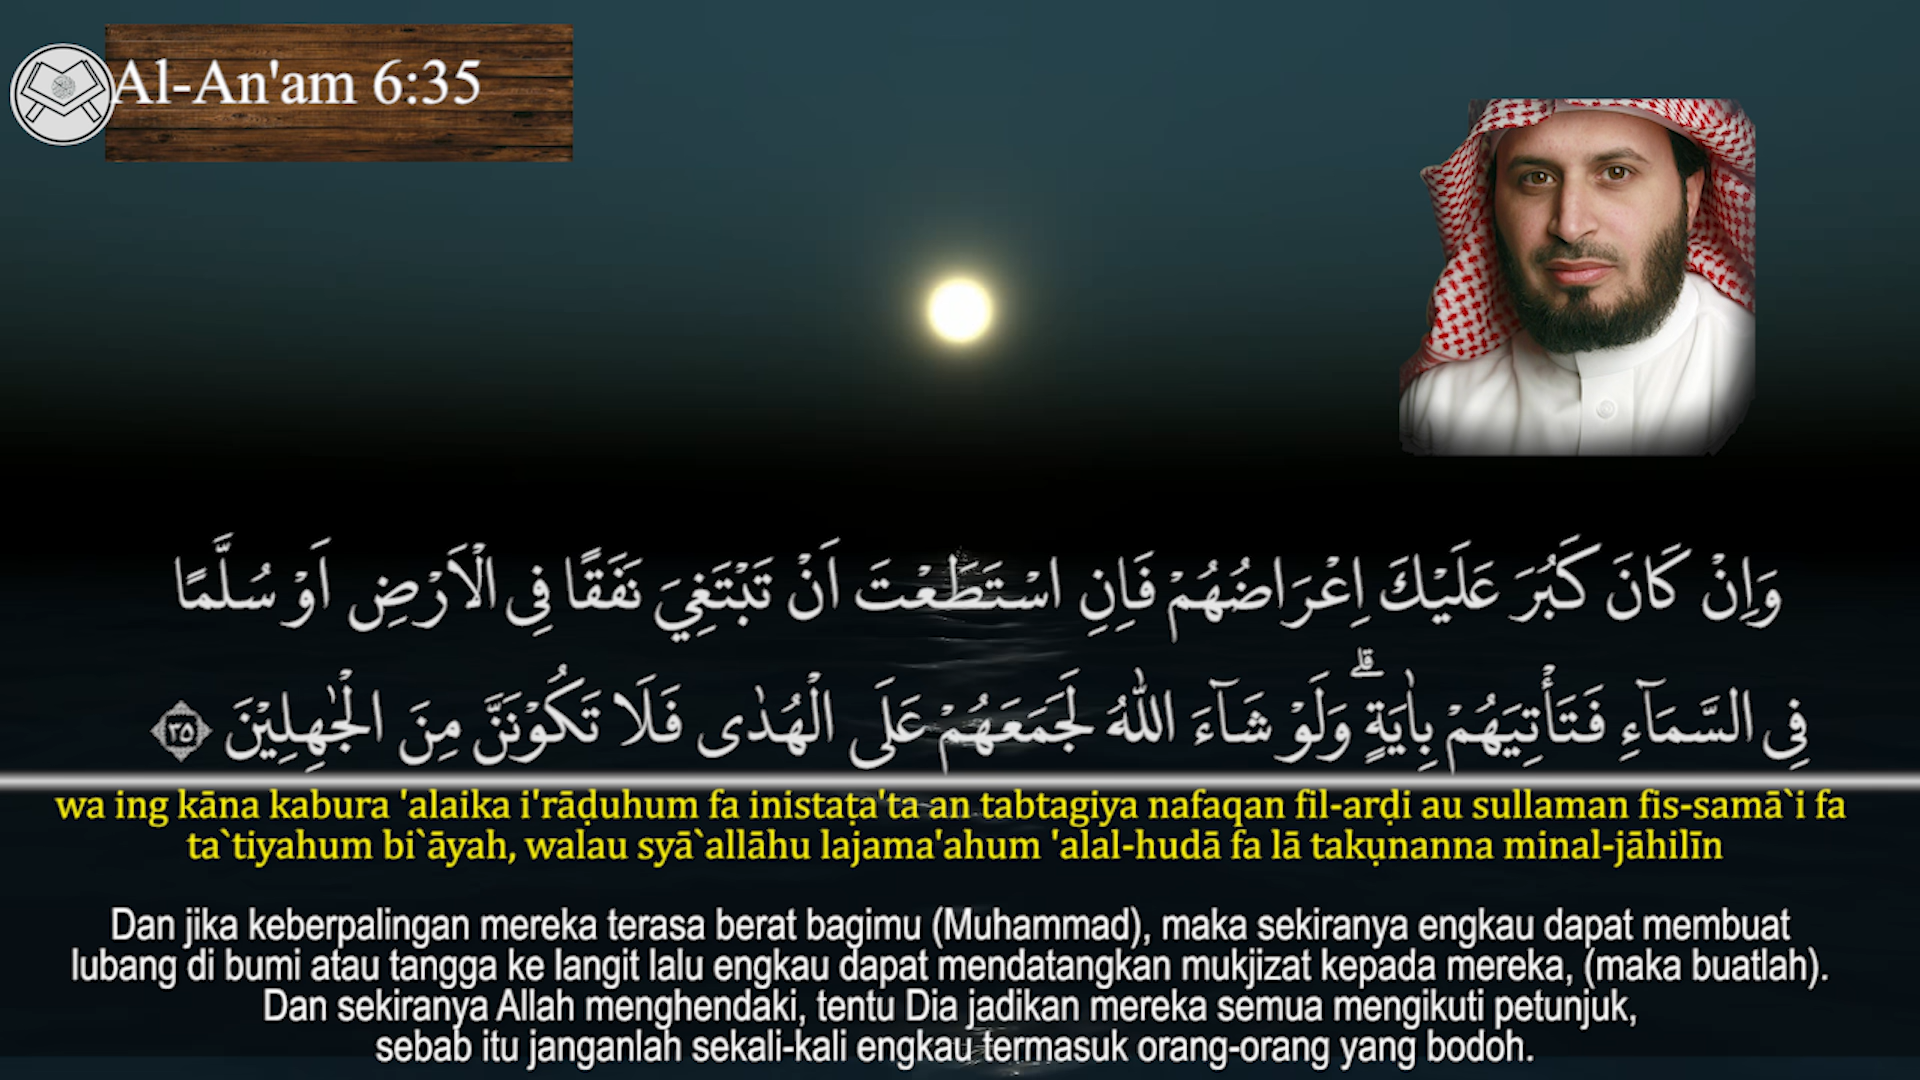 Al-An'am 6:35
وَاِنْ كَانَ كَبُرَ عَلَيْكَ اِعْرَاضُهُمْ فَاِنِ اسْتَطَعْتَ اَنْ تَبْتَغِيَ نَفَقًا فِى الْاَرْضِ اَوْ سُلَّمًا
فِى السَّمَاۤءِ فَتَأْتِيَهُمْ بِاٰيَةٍ ۗ وَلَوْ شَاۤءَ اللّٰهُ لَجَمَعَهُمْ عَلَى الْهُدٰى فَلَا تَكُوْنَنَّ مِنَ الْجٰهِلِيْنَ ٣٥
wa ing kāna kabura 'alaika i'rāḍuhum fa inistaṭa'ta an tabtagiya nafaqan fil-arḍi au sullaman fis-samā`i fa
ta`tiyahum bi`āyah, walau syā`allāhu lajama'ahum 'alal-hudā fa lā takụnanna minal-jāhilīn
Dan jika keberpalingan mereka terasa berat bagimu (Muhammad), maka sekiranya engkau dapat membuat
lubang di bumi atau tangga ke langit lalu engkau dapat mendatangkan mukjizat kepada mereka, (maka buatlah).
Dan sekiranya Allah menghendaki, tentu Dia jadikan mereka semua mengikuti petunjuk,
sebab itu janganlah sekali-kali engkau termasuk orang-orang yang bodoh.